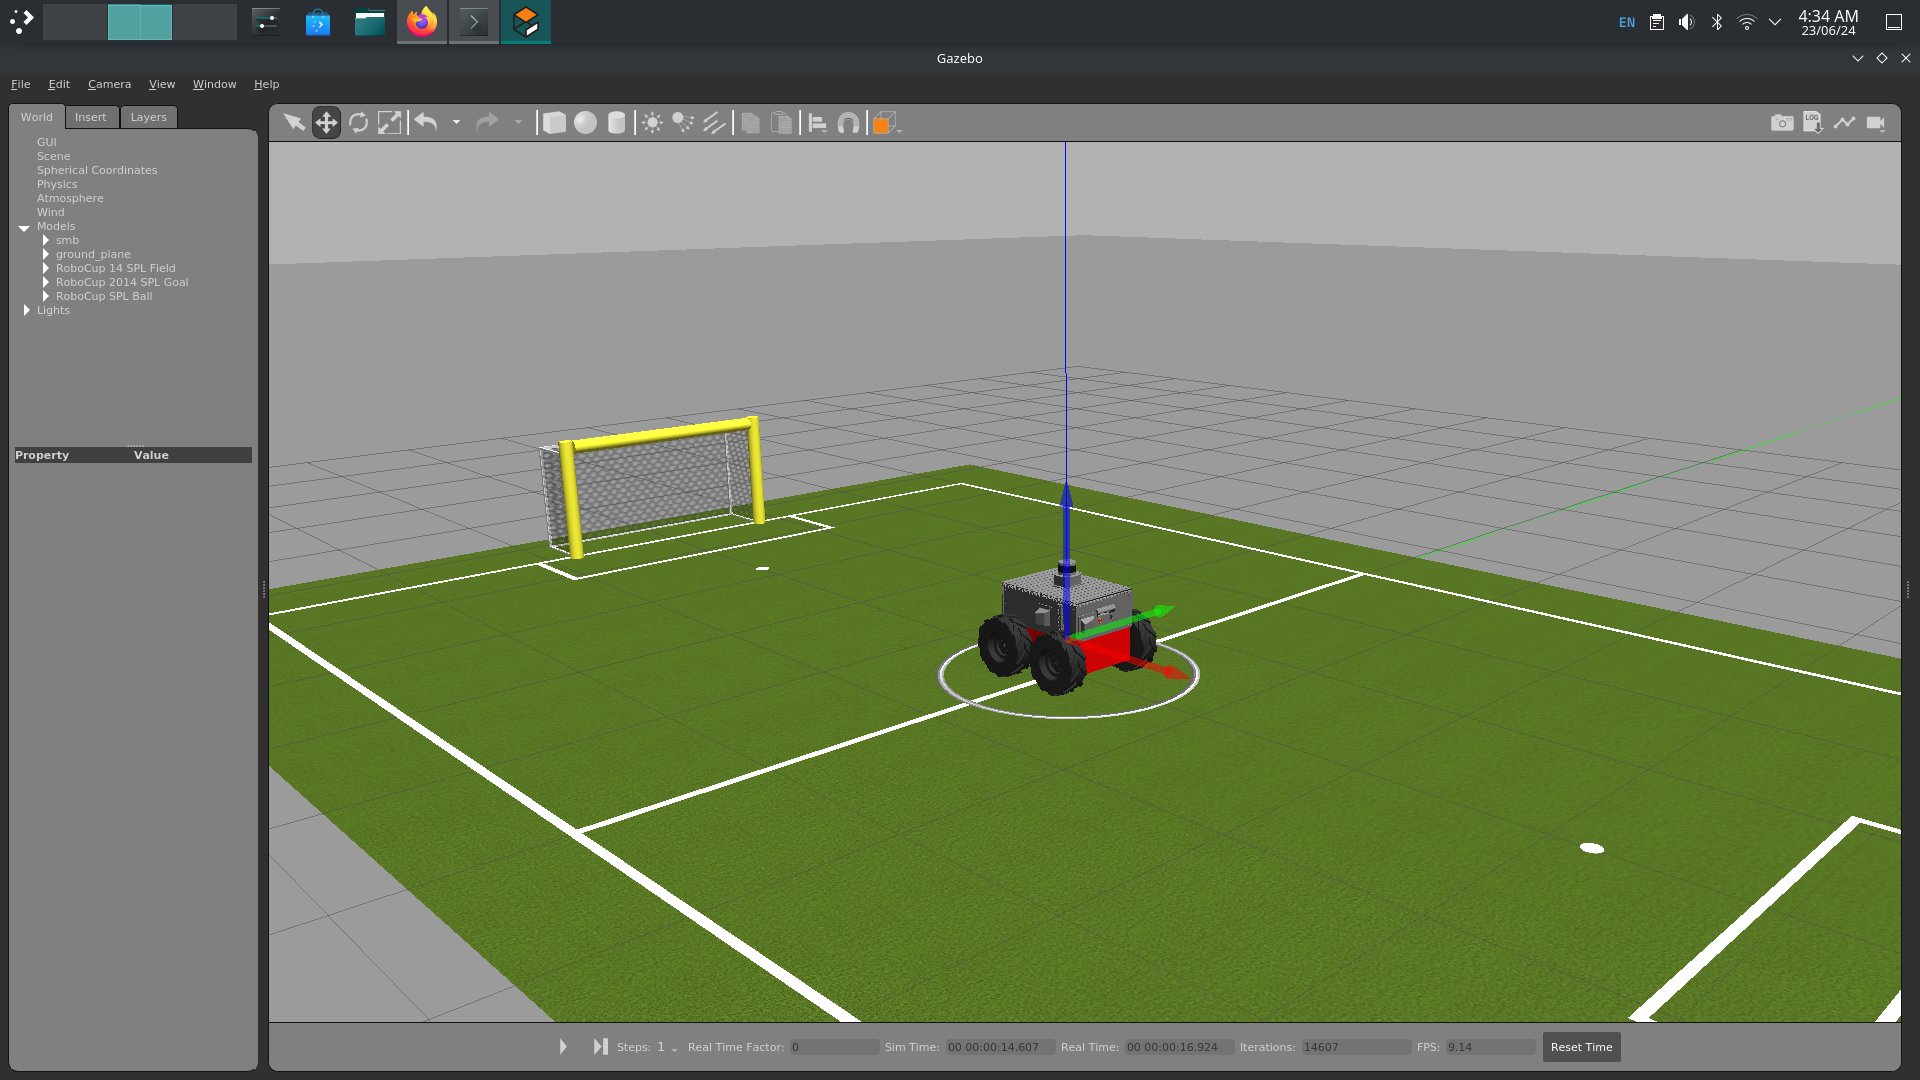 EN
4:34 AM
23/06/24
Gazebo
File Edit Camera View Window Help
World Insert Layers
LOG
GUI
Scene
Spherical Coordinates
Physics
Atmosphere
Wind
Models
smb
ground_plane
RoboCup 14 SPL Field
RoboCup 2014 SPL Goal
RoboCup SPL Ball
Lights
Property Value
Steps: 1 Real Time Factor: 0 Sim Time: 00 00:00:14.607 Real Time: 00 00:00:16.924 Iterations: 14607 FPS: 9.14 Reset Time